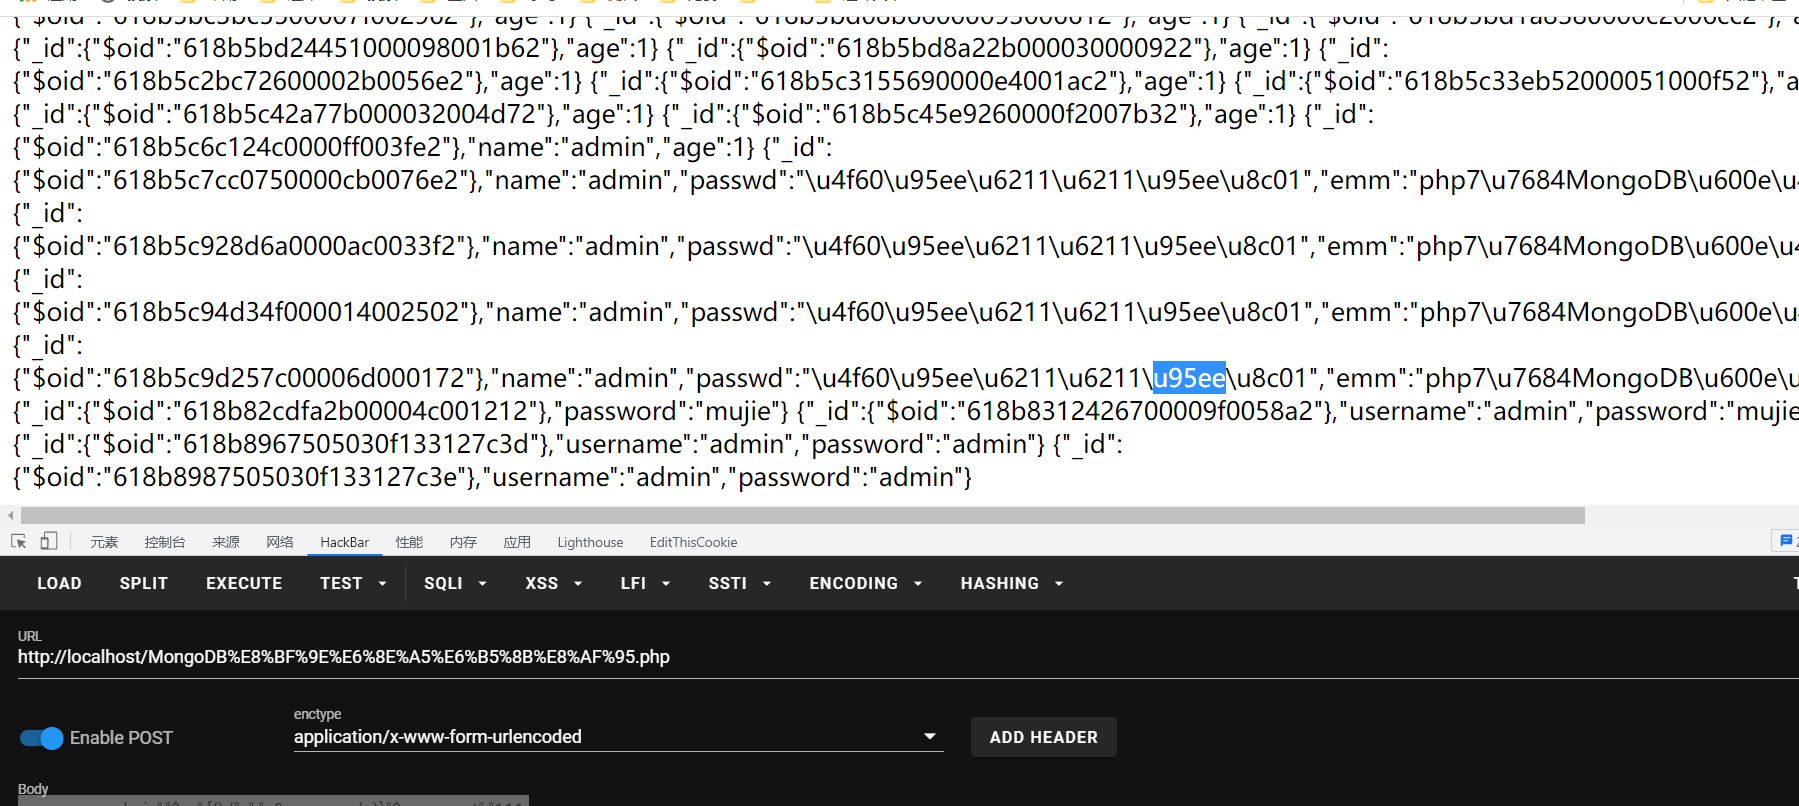 {"_id":{"$oid":"618b5bd24451000098001b62"},"age":1} {"_id":{"$oid":"618b5bd8a22b000030000922"},"age":1} {"_id":
{"$oid":"618b5c2bc72600002b0056e2"},"age":1} {"_id":{"$oid":"618b5c3155690000e4001ac2"},"age":1} {"_id":{"$oid":"618b5c33eb52000051000f52"},"a
{"_id":{"$oid":"618b5c42a77b000032004d72"},"age":1} {"_id":{"$oid":"618b5c45e9260000f2007b32"},"age":1} {"_id":
{"$oid":"618b5c6c124c0000ff003fe2"},"name":"admin","age":1} {"_id":
{"$oid":"618b5c7cc0750000cb0076e2"},"name":"admin","passwd":"\u4f60\u95ee\u6211\u6211\u95ee\u8c01","emm":"php7\u7684MongoDB\u600e\u4
{"_id":
{"$oid":"618b5c928d6a0000ac0033f2"},"name":"admin","passwd":"\u4f60\u95ee\u6211\u6211\u95ee\u8c01","emm":"php7\u7684MongoDB\u600e\u4
{"_id":
{"$oid":"618b5c94d34f000014002502"},"name":"admin","passwd":"\u4f60\u95ee\u6211\u6211\u95ee\u8c01","emm":"php7\u7684MongoDB\u600e\u4
{"_id":
{"$oid":"618b5c9d257c00006d000172"},"name":"admin","passwd":"\u4f60\u95ee\u6211\u6211\u95ee\u8c01","emm":"php7\u7684MongoDB\u600e\u
{"$oid":"618b82cdfa2b00004c001212"},"password":"mujie"} {"_id":{"$oid":"618b8312426700009f0058a2"},"username":"admin","password":"mujie
{"_id":{"$oid":"618b8967505030f133127c3d"},"username":"admin","password":"admin"} {"_id":
{"$oid":"618b8987505030f133127c3e"},"username":"admin","password":"admin"}
元素 控制台 来源 网络 HackBar 性能 内存 应用 Lighthouse EditThisCookie
LOAD SPLIT EXECUTE TEST SQLI XSS LFI SSTI ENCODING HASHING
URL
http://localhost/MongoDB%E8%BF%9E%E6%8E%A5%E6%B5%8B%E8%AF%95.php
enctype
Enable POST application/x-www-form-urlencoded ADD HEADER
Body